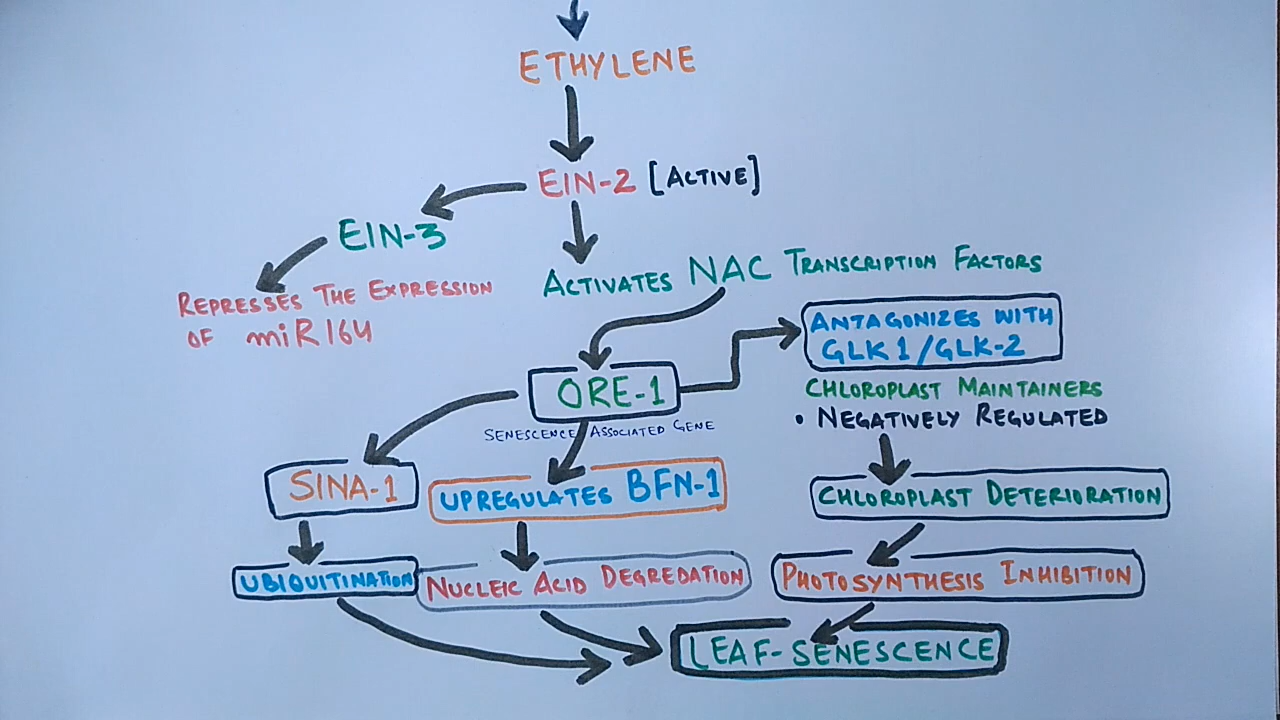 ETHYLENE
EIN-2 [ACTIVE]
EIN-3
ACTIVATES NAC TRANSCRIPTION FACTORS
REPRESSES THE EXPRESSION
OF miR164
ANTAGONIZES WITH
GLK1/GLK-2
ORE-1
CHLOROPLAST MAINTAINERS
• NEGATIVELY REGULATED
SENESCENCE ASSOCIATED GENE
SINA-1
UPREGULATES BFN-1
CHLOROPLAST DETERIORATION
UBIQUITINATION
NUCLEIC ACID DEGREDATION
PHOTOSYNTHESIS INHIBITION
LEAF-SENESCENCE